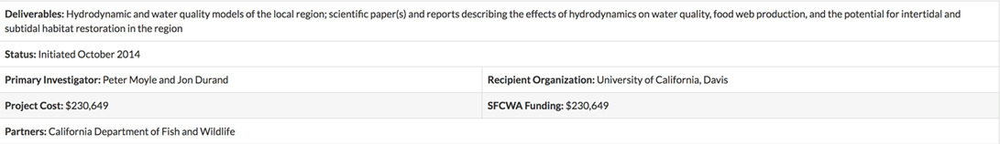 Deliverables: Hydrodynamic and water quality models of the local region; scientific paper(s) and reports describing the effects of hydrodynamics on water quality, food web production, and the potential for intertidal and
subtidal habitat restoration in the region
Status: Initiated October 2014
Primary Investigator: Peter Moyle and Jon Durand
Recipient Organization: University of California, Davis
Project Cost: $230,649
SFCWA Funding: $230,649
Partners: California Department of Fish and Wildlife